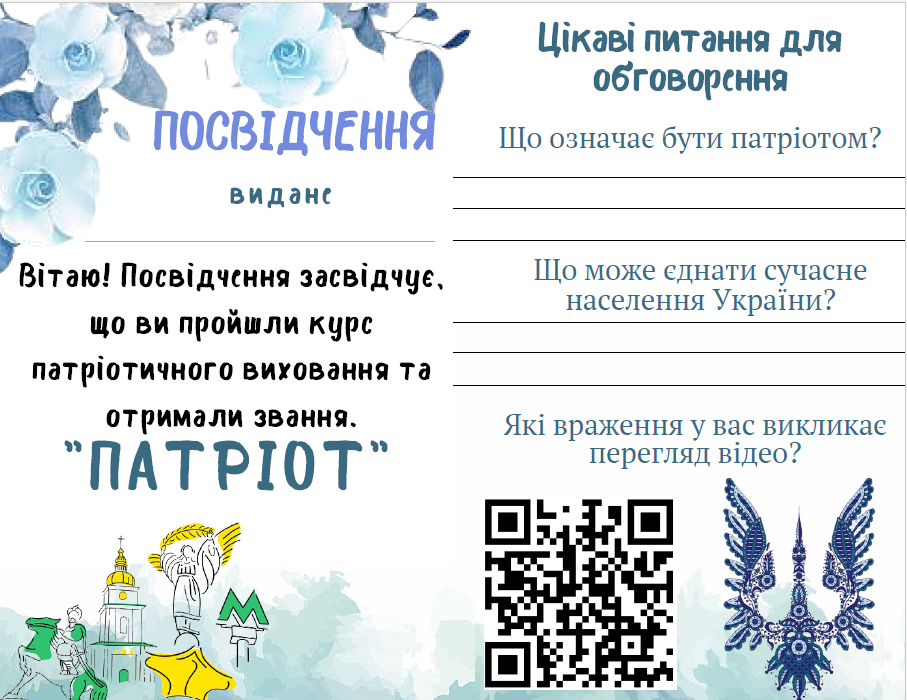 ПОСВІДЧЕННЯ
видане
Вітаю! Посвідчення засвідчує,
що ви пройшли курс
патріотичного виховання та
отримали звання.
"ПАТРІОТ"
М
Цікаві питання для
обговорення
Що означає бути патріотом?
Що може єднати сучасне
населення України?
Які враження у вас викликає
перегляд відео?